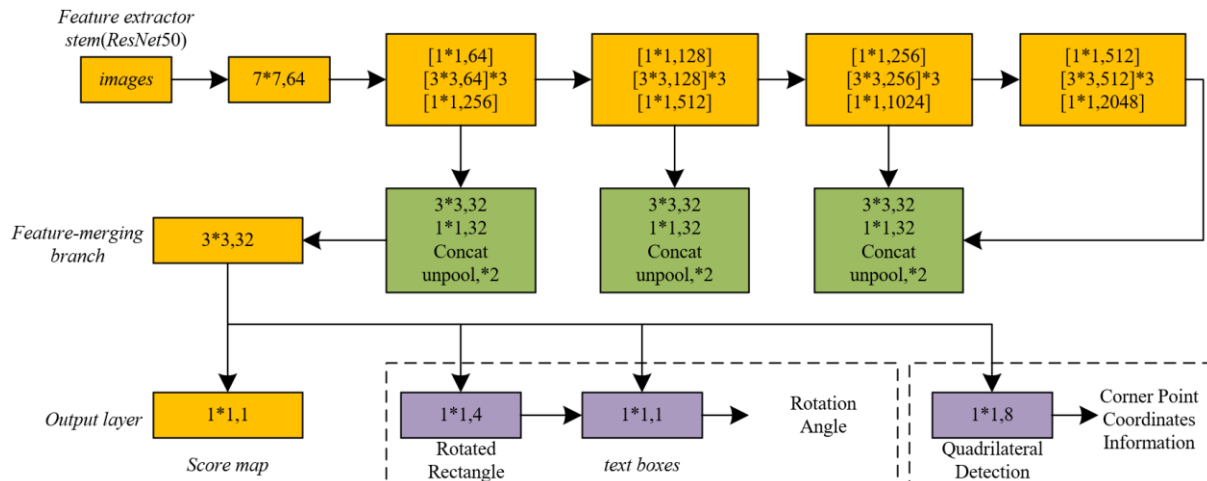 Feature extractor
stem(ResNet50)
images
7*7,64
[1*1,64]
[3*3,64]*3
[1*1,256]
[1*1,128]
[3*3,128]*3
[1*1,512]
[1*1,256]
[3*3,256]*3
[1*1,1024]
[1*1,512]
[3*3,512]*3
[1*1,2048]
Feature-merging
branch
3*3,32
3*3,32
1*1,32
Concat
unpool,*2
3*3,32
1*1,32
Concat
unpool,*2
3*3,32
1*1,32
Concat
unpool,*2
Output layer
1*1,1
Score map
1*1,4
Rotated
Rectangle
1*1,1
text boxes
Rotation
Angle
1*1,8
Quadrilateral
Detection
Corner Point
Coordinates
Information